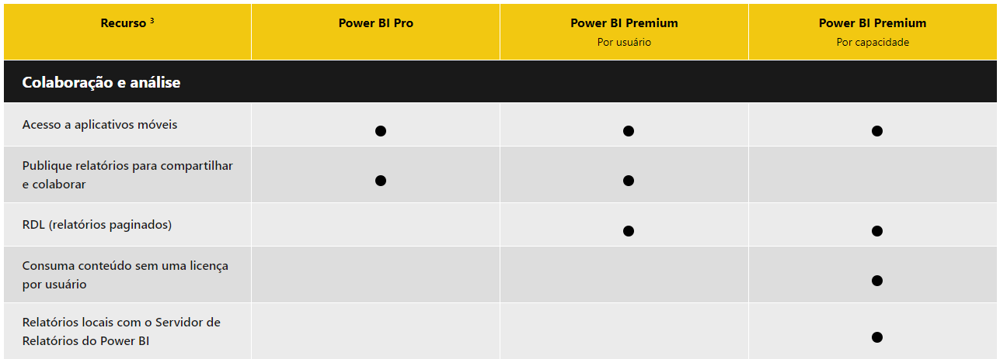 Recurso ³
Power BI Pro
Power BI Premium
Por usuário
Power BI Premium
Por capacidade
Colaboração e análise
Acesso a aplicativos móveis
Publique relatórios para compartilhar
e colaborar
RDL (relatórios paginados)
Consuma conteúdo sem uma licença
por usuário
Relatórios locais com o Servidor de
Relatórios do Power BI